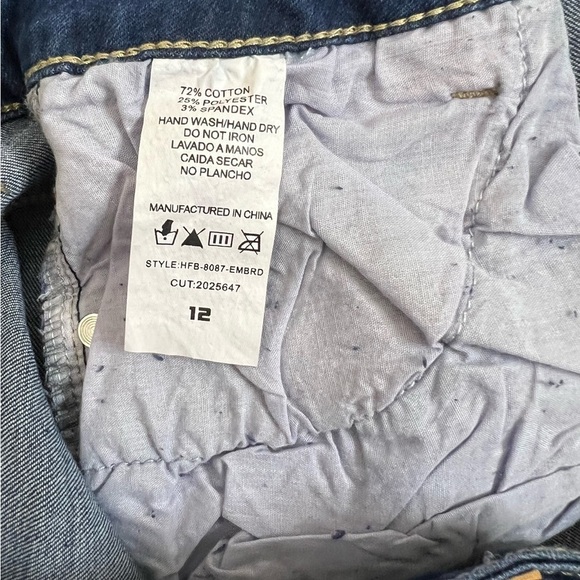 72% COTTON
25% POLYESTER
3% SPANDEX
HAND WASH/HAND DRY
DO NOT IRON
LAVADO A MANOS
CAIDA SECAR
NO PLANCHO
MANUFACTURED IN CHINA
STYLE:HFB-8087-EMBRD
CUT:2025647
12